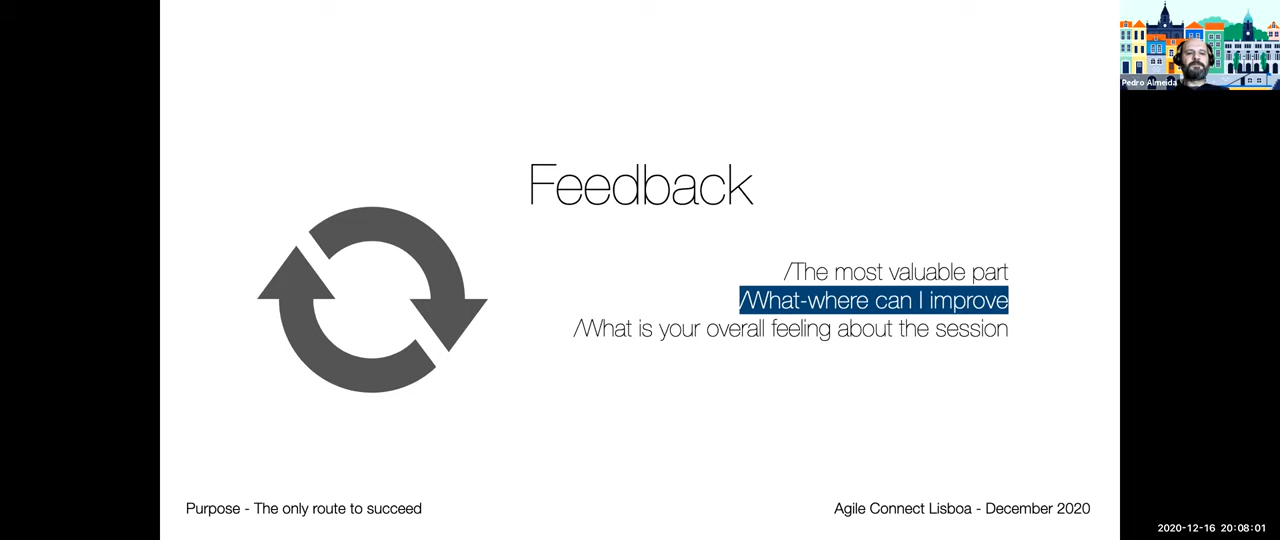 Pedro Almeida
Feedback
/The most valuable part
/What-where can I improve
/What is your overall feeling about the session
Purpose - The only route to succeed
Agile Connect Lisboa - December 2020
2020-12-16 20:08:01